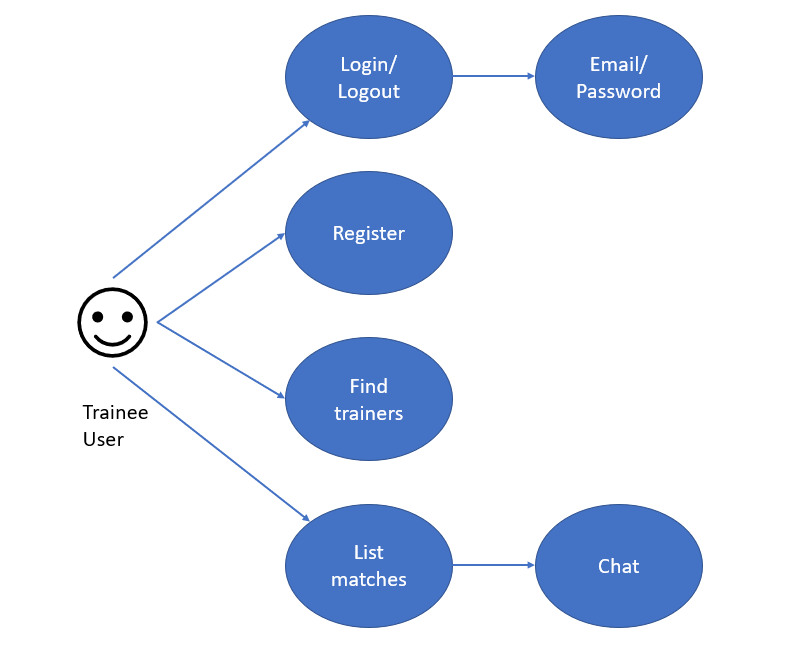 Login/
Logout
Email/
Password
Register
Find
trainers
Trainee
User
List
matches
Chat